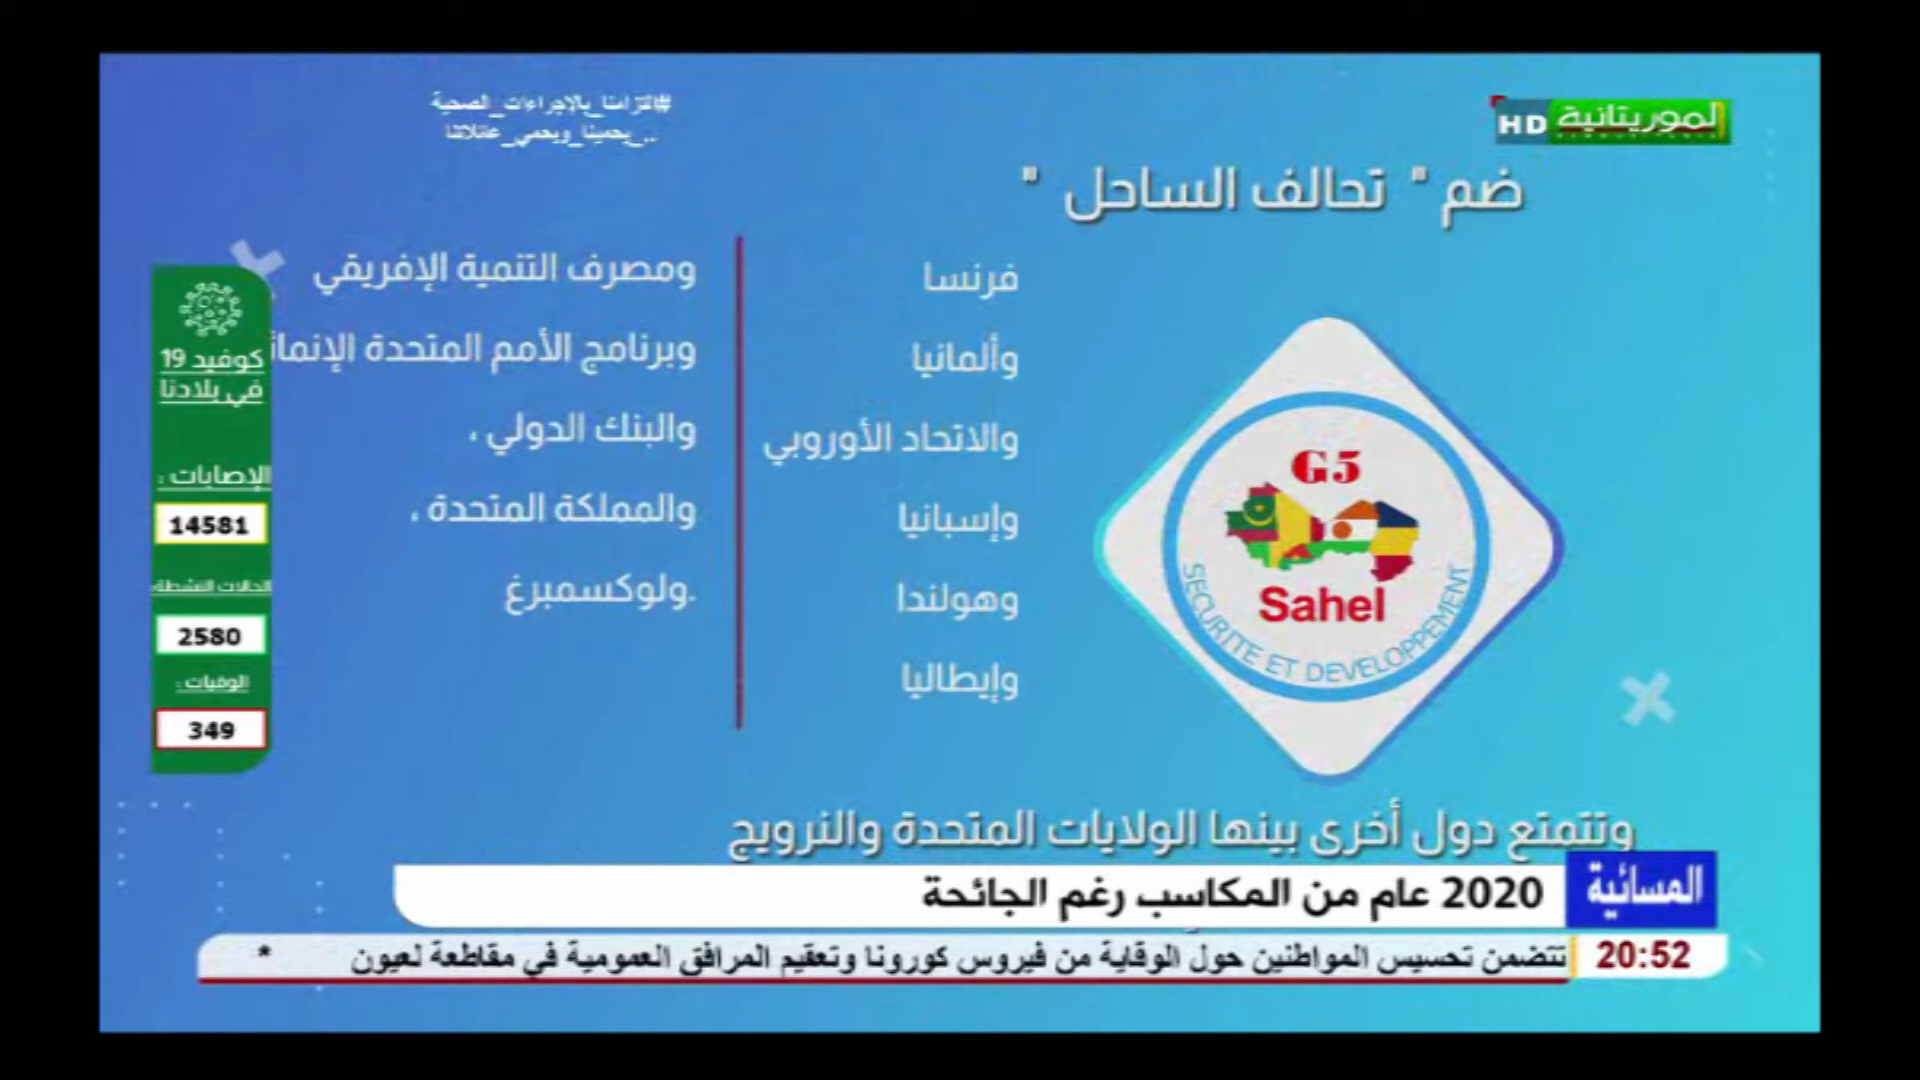 #التزامنا_بالإجراءات_الصحية
.._يحمينا_ويحمي_عائلاتنا
الموريتانية HD
ضم " تحالف الساحل "
فرنسا
وألمانيا
والاتحاد الأوروبي
وإسبانيا
وهولندا
وإيطاليا
ومصرف التنمية الإفريقي
وبرنامج الأمم المتحدة الإنمائ
والبنك الدولي ،
والمملكة المتحدة ،
ولوكسمبرغ.
G5
Sahel
SECURITE ET DEVELOPPEMENT
كوفيد 19
في بلادنا
الإصابات :
14581
الحالات النشطة:
2580
الوفيات :
349
وتتمتع دول أخرى بينها الولايات المتحدة والنرويج
المسائية
2020 عام من المكاسب رغم الجائحة
20:52
تتضمن تحسيس المواطنين حول الوقاية من فيروس كورونا وتعقيم المرافق العمومية في مقاطعة لعيون *